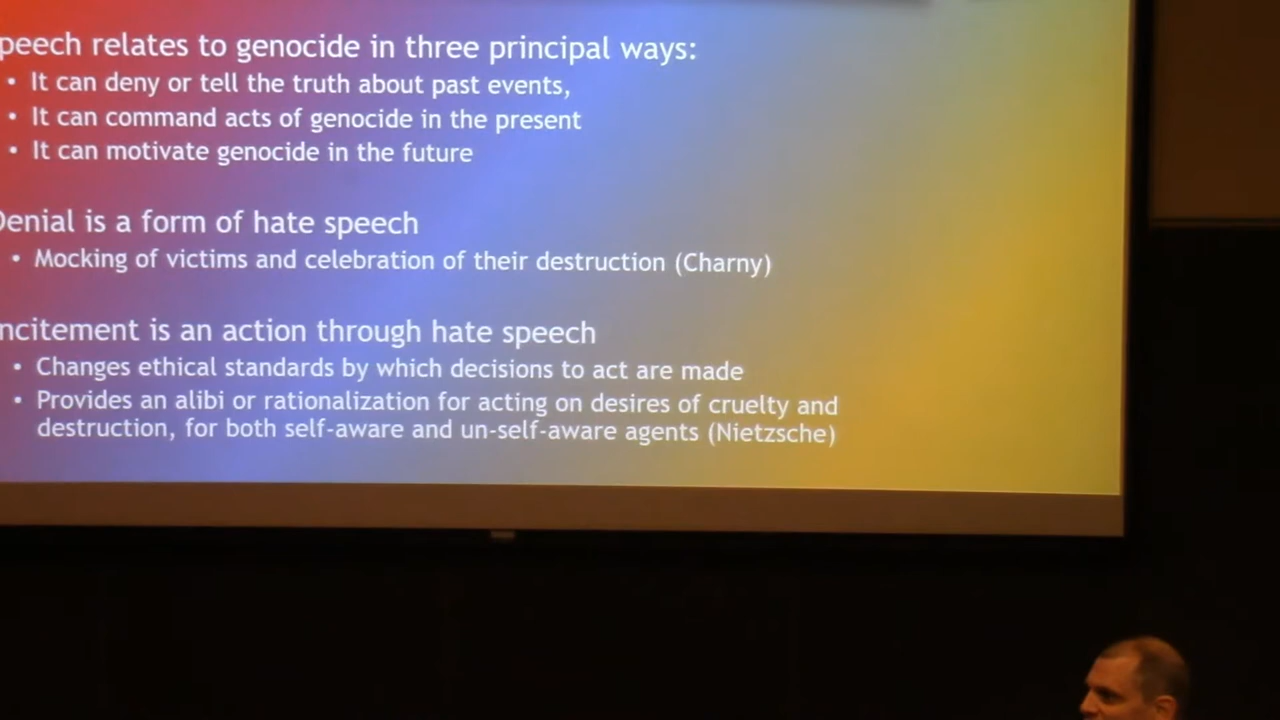 peech relates to genocide in three principal ways:
• It can deny or tell the truth about past events,
• It can command acts of genocide in the present
• It can motivate genocide in the future
Denial is a form of hate speech
• Mocking of victims and celebration of their destruction (Charny)
ncitement is an action through hate speech
• Changes ethical standards by which decisions to act are made
• Provides an alibi or rationalization for acting on desires of cruelty and
destruction, for both self-aware and un-self-aware agents (Nietzsche)